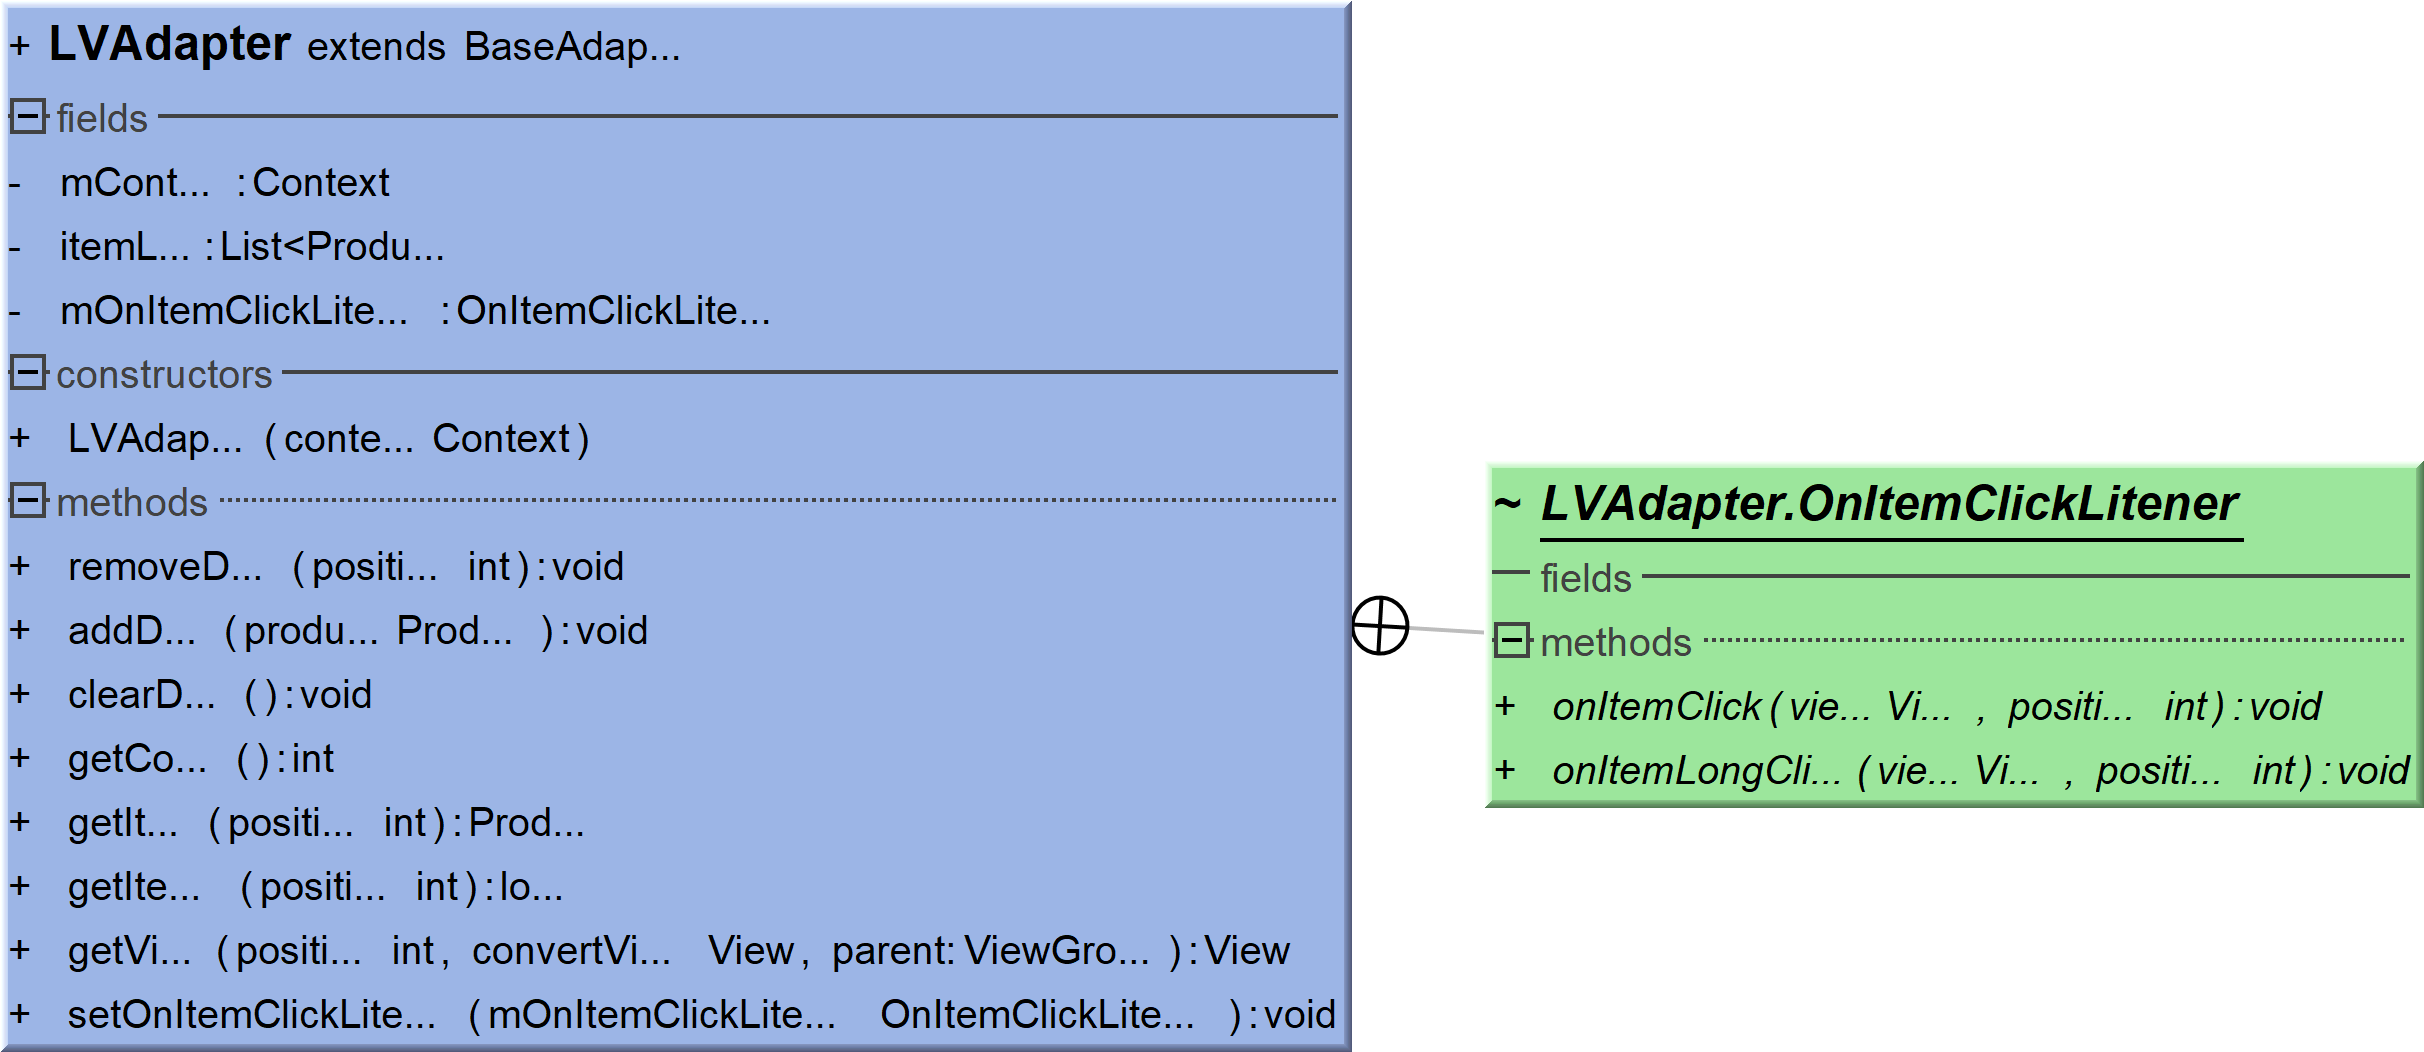 + LVAdapter extends BaseAdap...
fields
- mCont... :Context
- itemL... :List<Produ...
- mOnItemClickLite... :OnItemClickLite...
constructors
+ LVAdap... (conte... Context)
methods
+ removeD... (positi... int):void
+ addD... (produ... Prod... ):void
+ clearD... ():void
+ getCo... ():int
+ getIt... (positi... int):Prod...
+ getIte... (positi... int):lo...
+ getVi... (positi... int, convertVi... View, parent:ViewGro... ):View
+ setOnItemClickLite... (mOnItemClickLite... OnItemClickLite... ):void
~ LVAdapter.OnItemClickLitener
fields
methods
+ onItemClick(vie... Vi... , positi... int):void
+ onItemLongCli... (vie... Vi... , positi... int):void